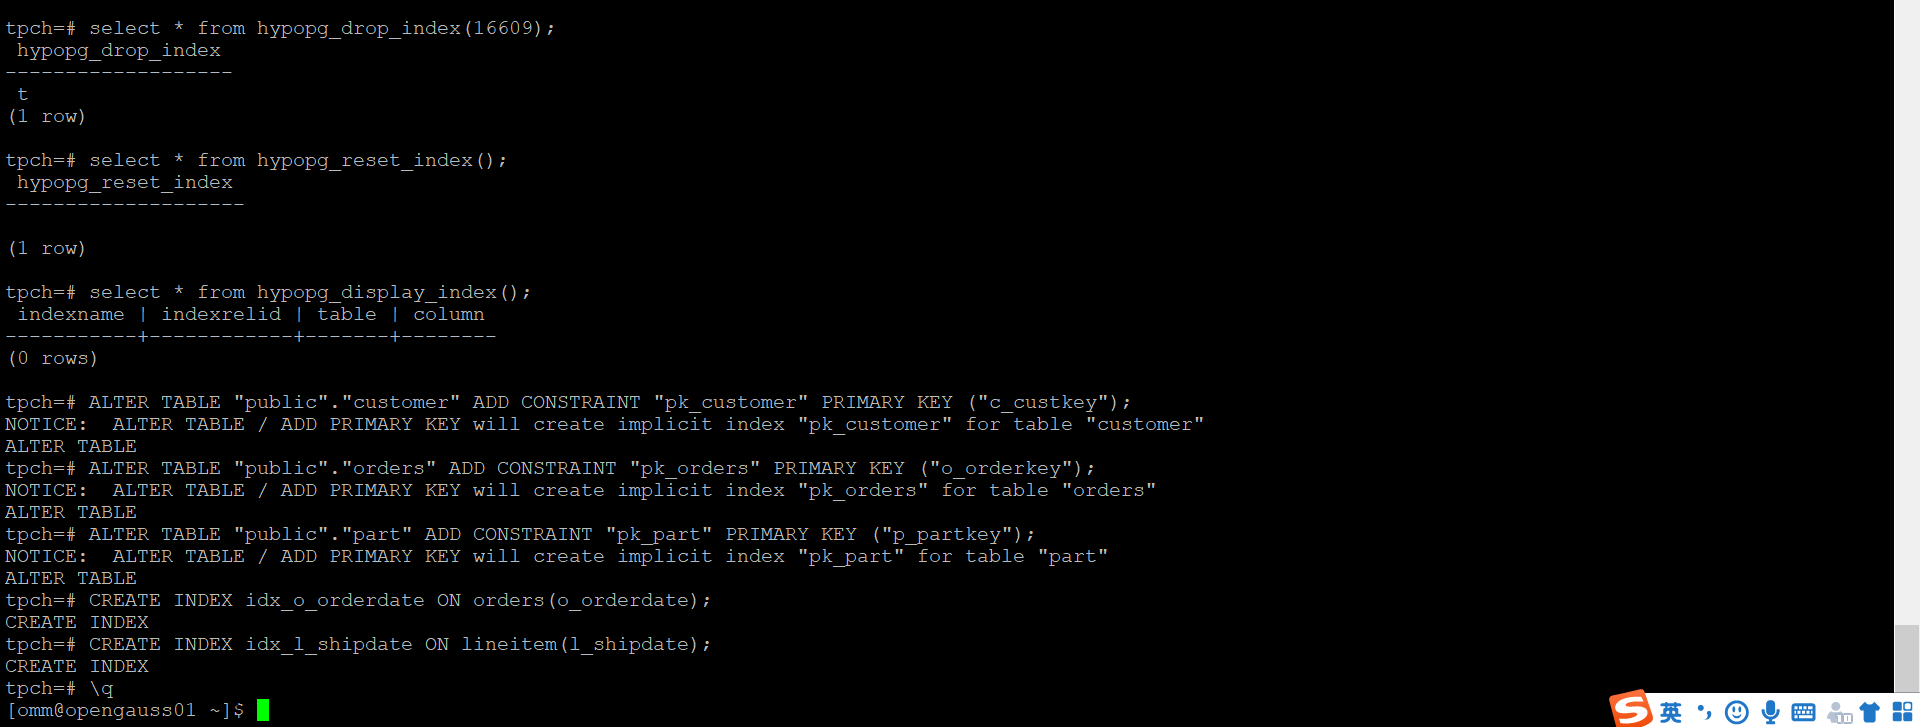 tpch=# select * from hypopg_drop_index(16609);
 hypopg_drop_index
-------------------
 t
(1 row)
tpch=# select * from hypopg_reset_index();
 hypopg_reset_index
--------------------
(1 row)
tpch=# select * from hypopg_display_index();
 indexname | indexrelid | table | column
-----------+------------+-------+--------
(0 rows)
tpch=# ALTER TABLE "public"."customer" ADD CONSTRAINT "pk_customer" PRIMARY KEY ("c_custkey");
NOTICE:  ALTER TABLE / ADD PRIMARY KEY will create implicit index "pk_customer" for table "customer"
ALTER TABLE
tpch=# ALTER TABLE "public"."orders" ADD CONSTRAINT "pk_orders" PRIMARY KEY ("o_orderkey");
NOTICE:  ALTER TABLE / ADD PRIMARY KEY will create implicit index "pk_orders" for table "orders"
ALTER TABLE
tpch=# ALTER TABLE "public"."part" ADD CONSTRAINT "pk_part" PRIMARY KEY ("p_partkey");
NOTICE:  ALTER TABLE / ADD PRIMARY KEY will create implicit index "pk_part" for table "part"
ALTER TABLE
tpch=# CREATE INDEX idx_o_orderdate ON orders(o_orderdate);
CREATE INDEX
tpch=# CREATE INDEX idx_l_shipdate ON lineitem(l_shipdate);
CREATE INDEX
tpch=# \q
[omm@opengauss01 ~]$
S 英